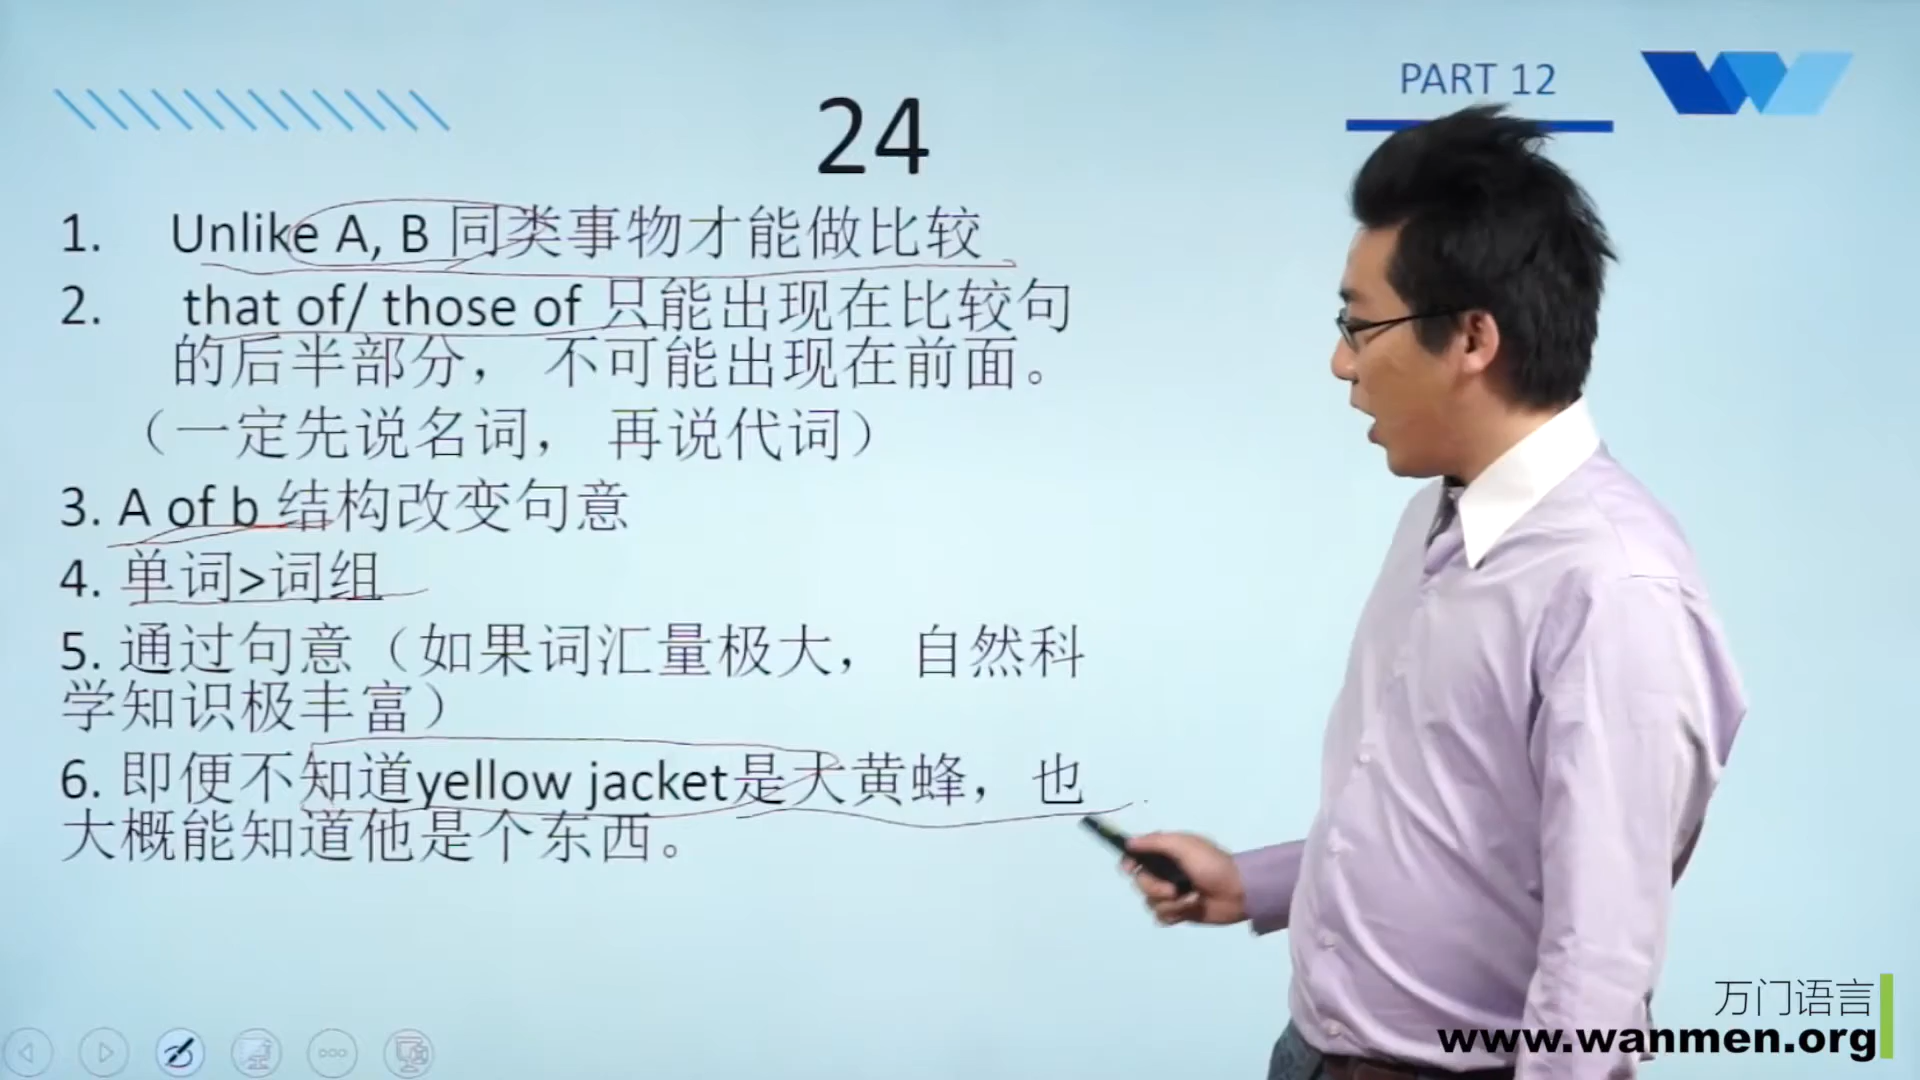 PART 12
24
1. Unlike A, B 同类事物才能做比较
2. that of/ those of 只能出现在比较句
的后半部分， 不可能出现在前面。
（一定先说名词， 再说代词）
3. A of b 结构改变句意
4. 单词>词组
5. 通过句意（如果词汇量极大， 自然科
学知识极丰富）
6. 即便不知道yellow jacket是大黄蜂，也
大概能知道他是个东西。
万门语言
www.wanmen.org